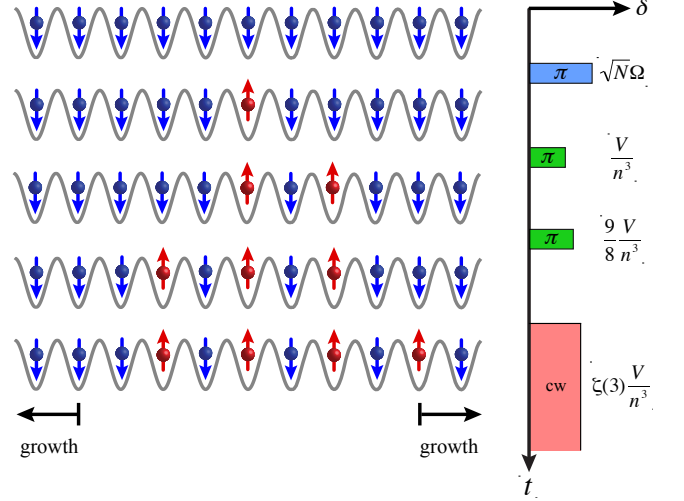 δ
π √NΩ
π V/n³
π 9/8 V/n³
cw ζ(3) V/n³
growth growth
t